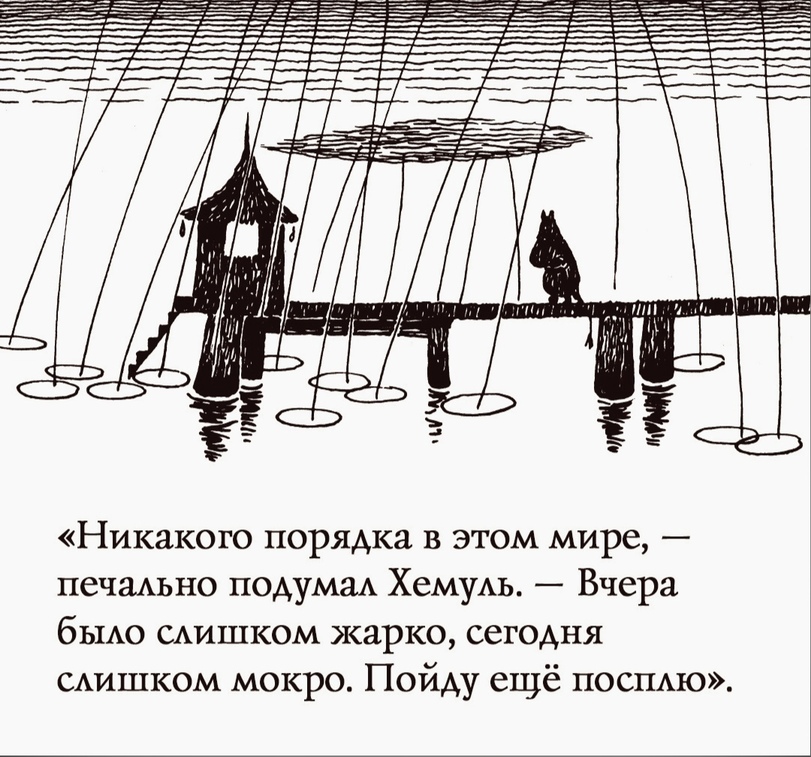 «Никакого порядка в этом мире, —
печально подумал Хемуль. — Вчера
было слишком жарко, сегодня
слишком мокро. Пойду ещё посплю».